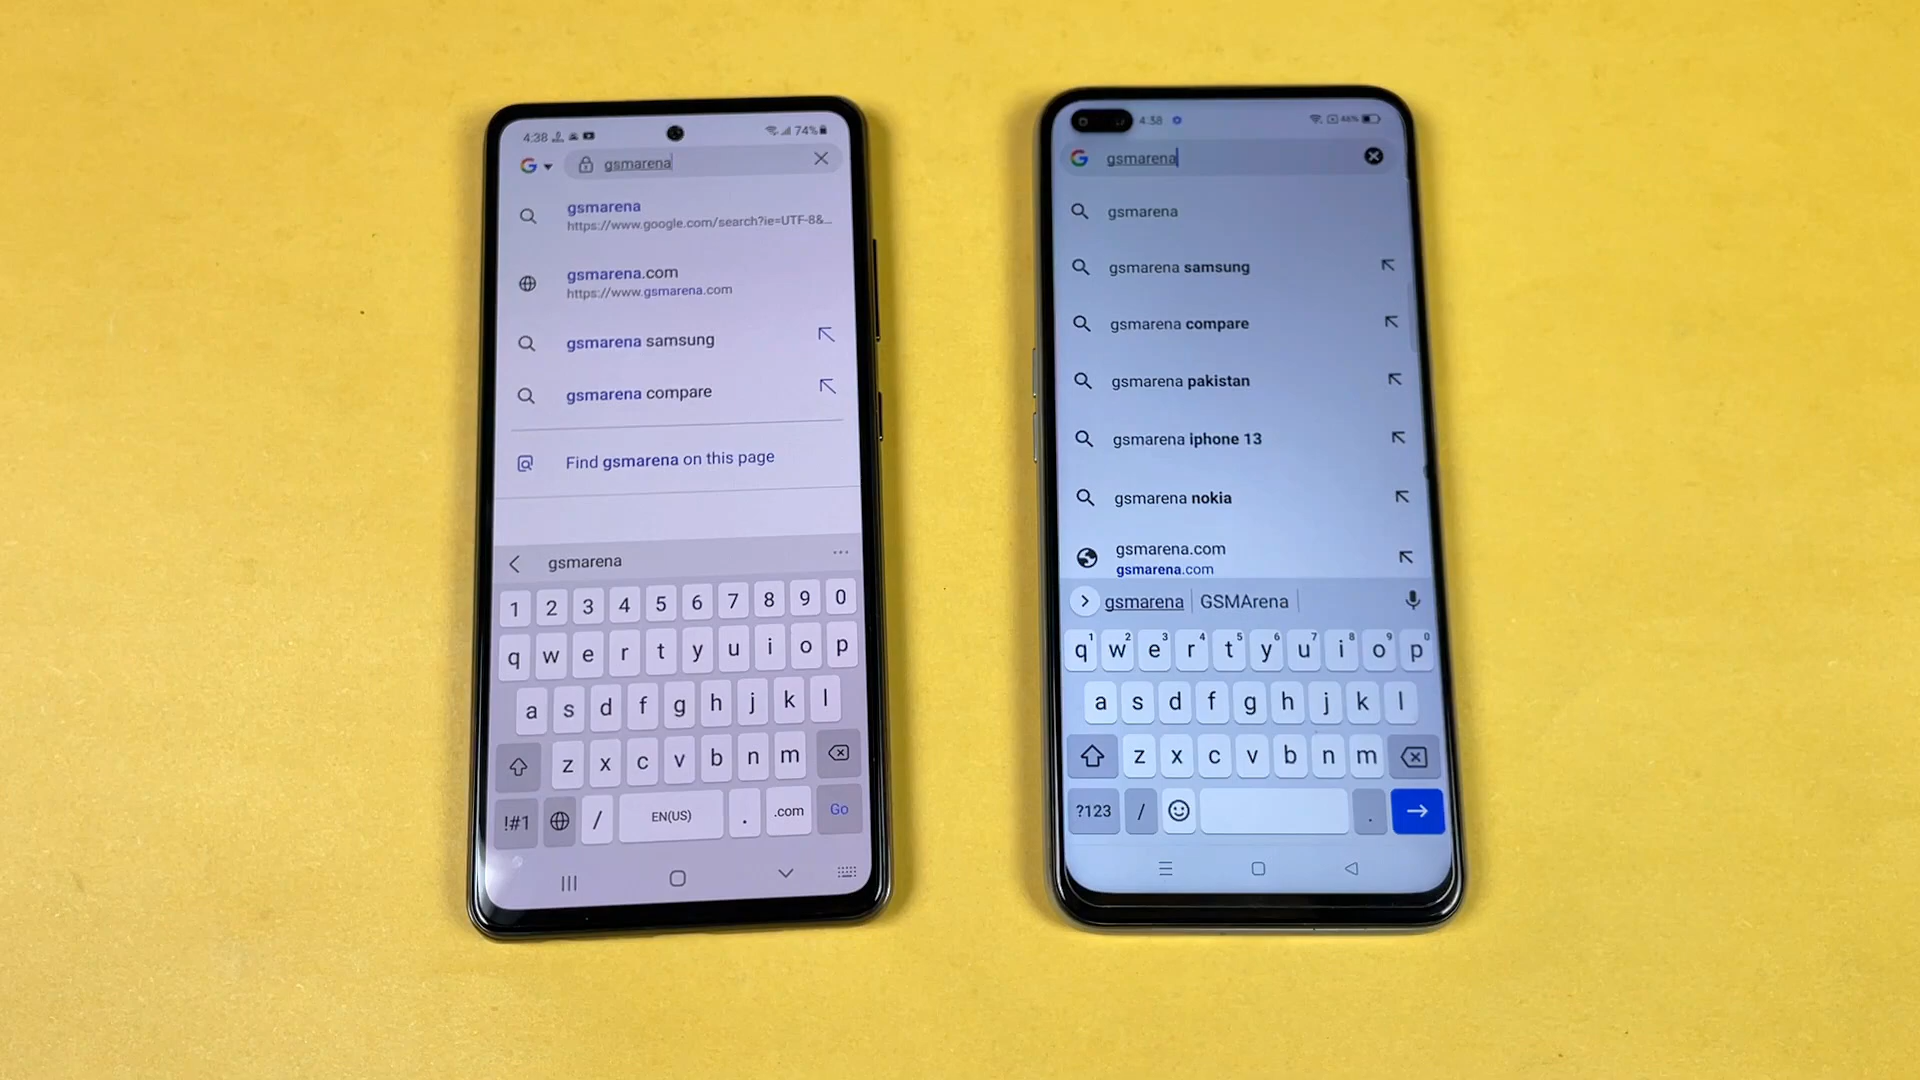 4:38
74%
gsmarena
gsmarena
https://www.google.com/search?ie=UTF-8&...
gsmarena.com
https://www.gsmarena.com
gsmarena samsung
gsmarena compare
Find gsmarena on this page
gsmarena
1 2 3 4 5 6 7 8 9 0
q w e r t y u i o p
a s d f g h j k l
z x c v b n m
!#1 / EN(US) . .com Go
4:38
46%
gsmarena
gsmarena
gsmarena samsung
gsmarena compare
gsmarena pakistan
gsmarena iphone 13
gsmarena nokia
gsmarena.com
gsmarena.com
gsmarena GSMArena
1 2 3 4 5 6 7 8 9 0
q w e r t y u i o p
a s d f g h j k l
z x c v b n m
?123 / .